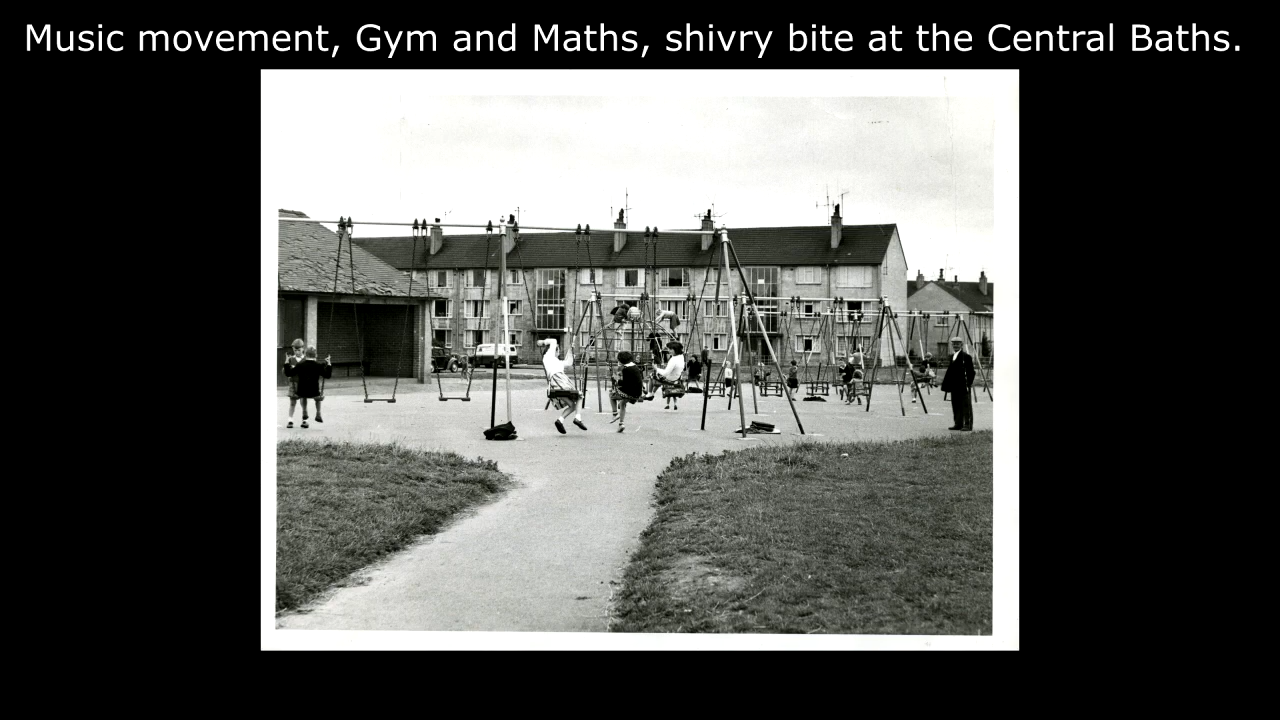 Music movement, Gym and Maths, shivry bite at the Central Baths.